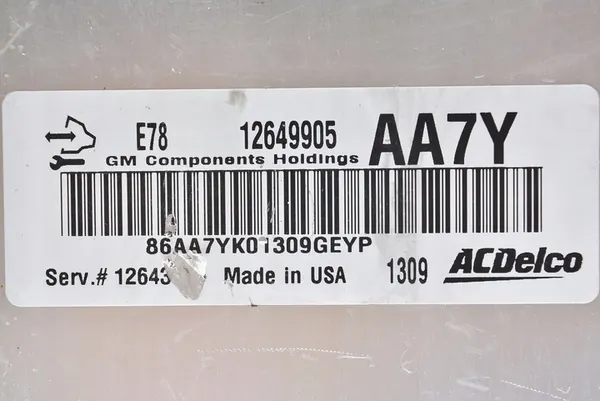 E78 12649905 AA7Y
GM Components Holdings
86AA7YK01309GEYP
Serv.# 12643 Made in USA 1309 ACDelco